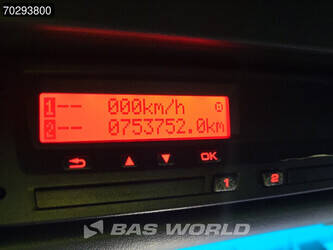 70293800
1 -- 000km/h
2 -- 0753752.0km
OK
1 2
BAS WORLD